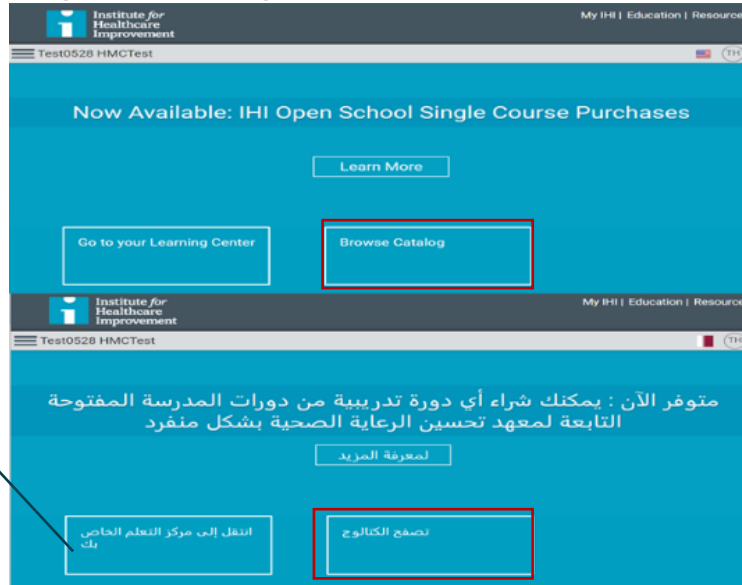 Institute for
Healthcare
Improvement
My IHI | Education | Resource
Test0528 HMCTest
TH
Now Available: IHI Open School Single Course Purchases
Learn More
Go to your Learning Center
Browse Catalog
Institute for
Healthcare
Improvement
My IHI | Education | Resource
Test0528 HMCTest
TH
متوفر الآن : يمكنك شراء أي دورة تدريبية من دورات المدرسة المفتوحة
التابعة لمعهد تحسين الرعاية الصحية بشكل منفرد
لمعرفة المزيد
انتقل إلى مركز التعلم الخاص
بك
تصفح الكتالوج